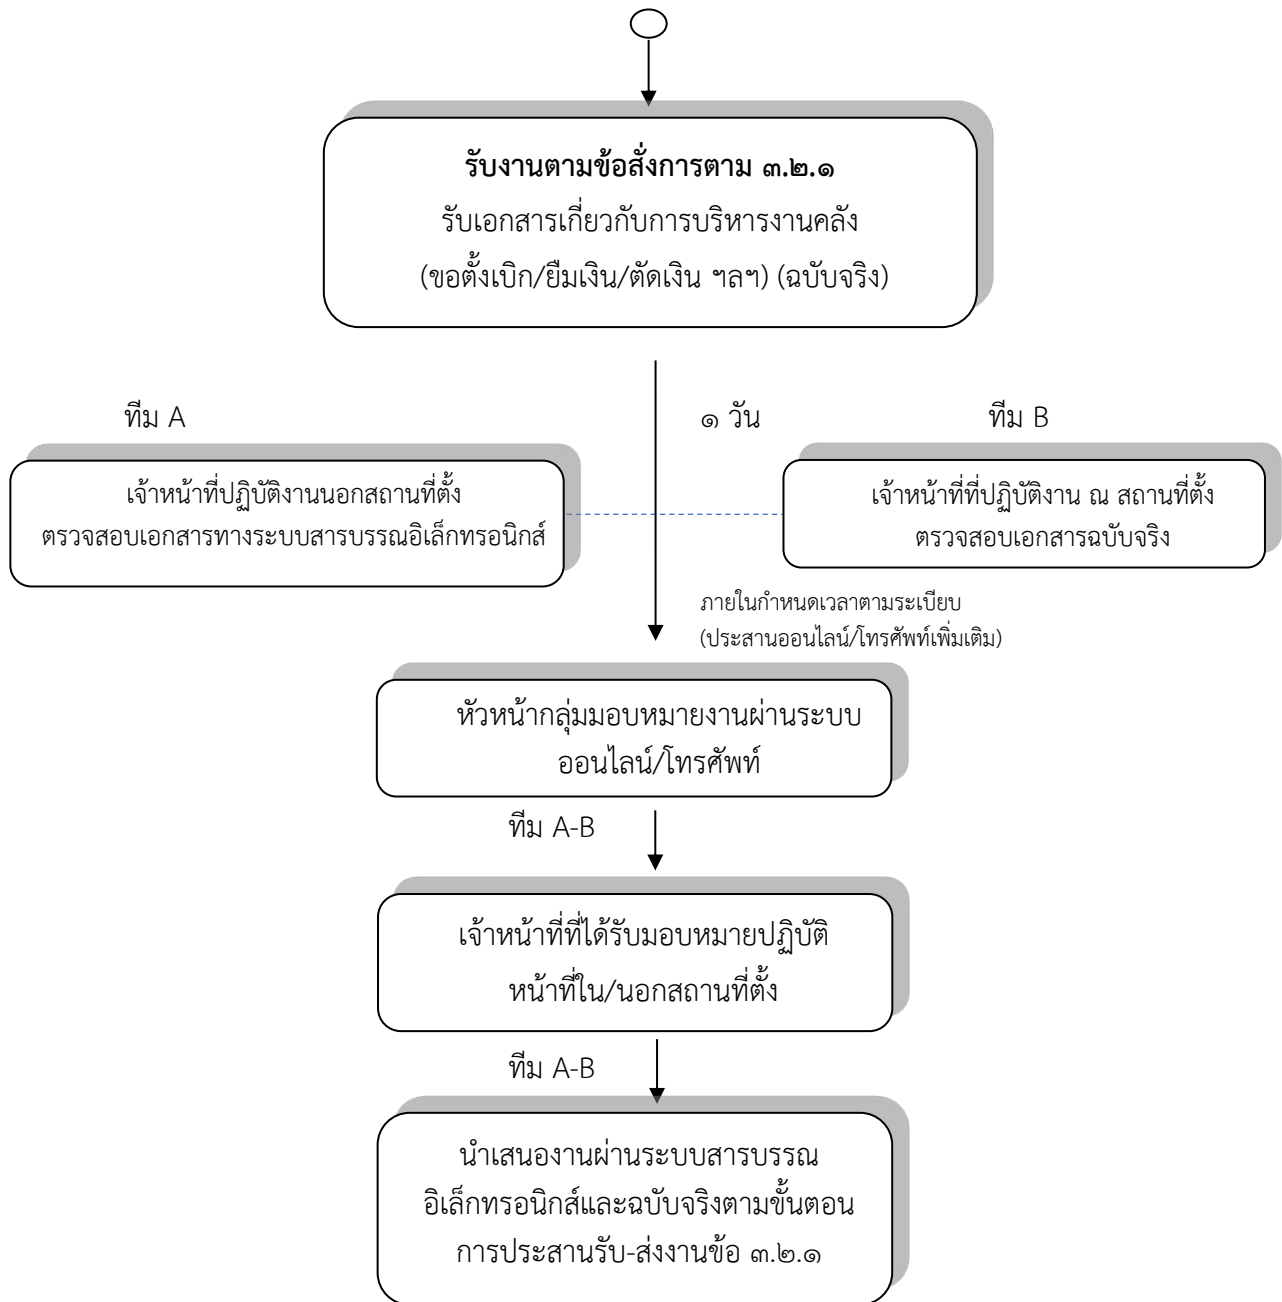 รับงานตามข้อสั่งการตาม ๓.๒.๑
รับเอกสารเกี่ยวกับการบริหารงานคลัง
(ขอตั้งเบิก/ยืมเงิน/ตัดเงิน ฯลฯ) (ฉบับจริง)
ทีม A
๑ วัน
ทีม B
เจ้าหน้าที่ปฏิบัติงานนอกสถานที่ตั้ง
ตรวจสอบเอกสารทางระบบสารบรรณอิเล็กทรอนิกส์
เจ้าหน้าที่ที่ปฏิบัติงาน ณ สถานที่ตั้ง
ตรวจสอบเอกสารฉบับจริง
ภายในกำหนดเวลาตามระเบียบ
(ประสานออนไลน์/โทรศัพท์เพิ่มเติม)
หัวหน้ากลุ่มมอบหมายงานผ่านระบบ
ออนไลน์/โทรศัพท์
ทีม A-B
เจ้าหน้าที่ที่ได้รับมอบหมายปฏิบัติ
หน้าที่ใน/นอกสถานที่ตั้ง
ทีม A-B
นำเสนองานผ่านระบบสารบรรณ
อิเล็กทรอนิกส์และฉบับจริงตามขั้นตอน
การประสานรับ-ส่งงานข้อ ๓.๒.๑